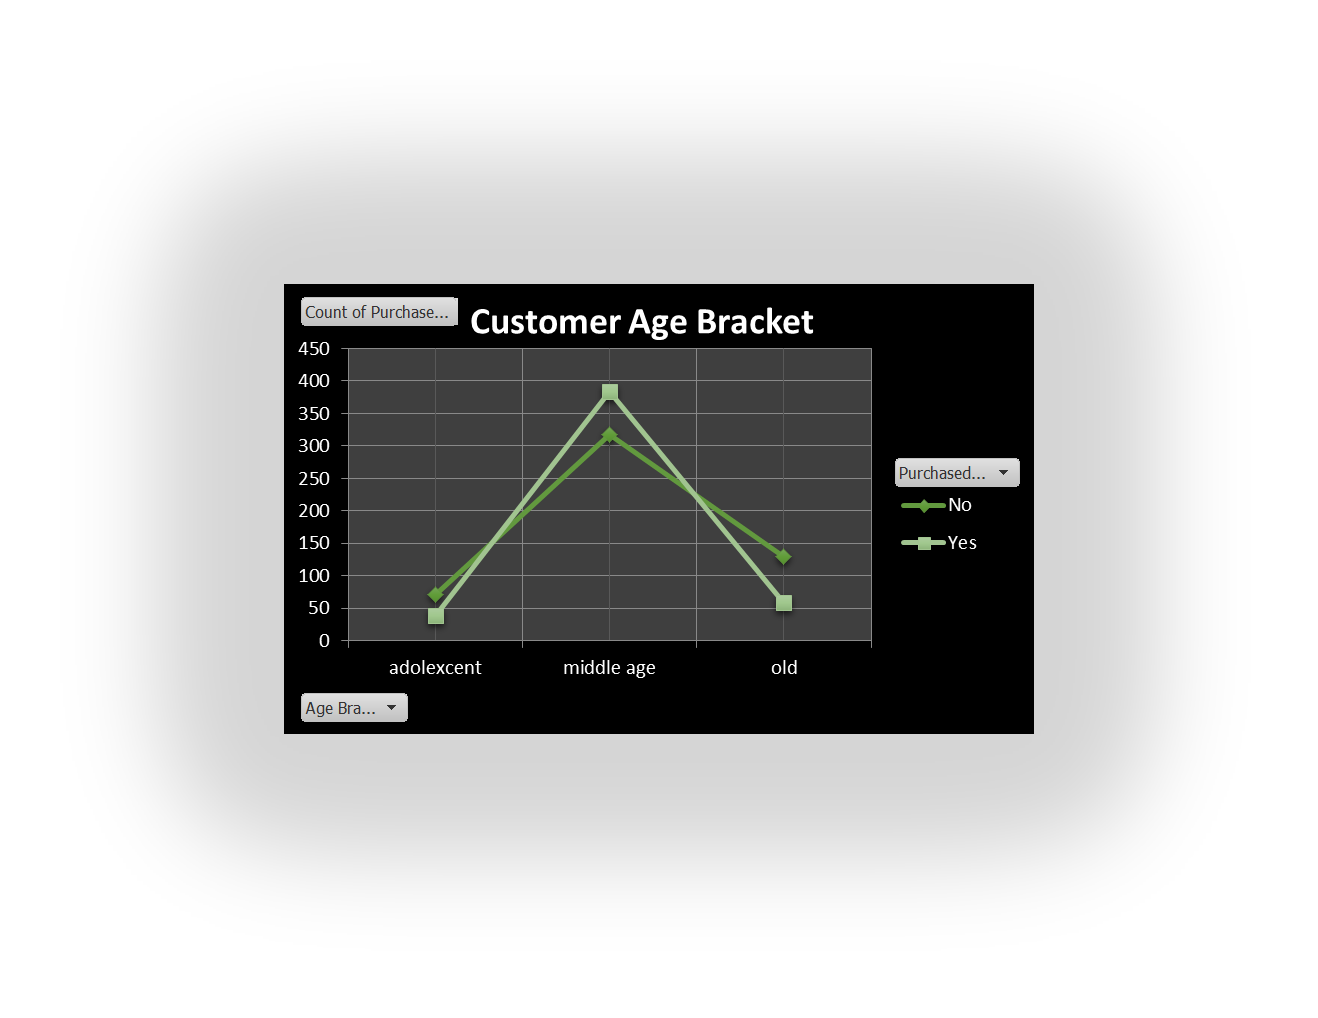 Count of Purchase...
Customer Age Bracket
450
400
350
300
250
200
150
100
50
0
adolexcent middle age old
Purchased...
No
Yes
Age Bra...